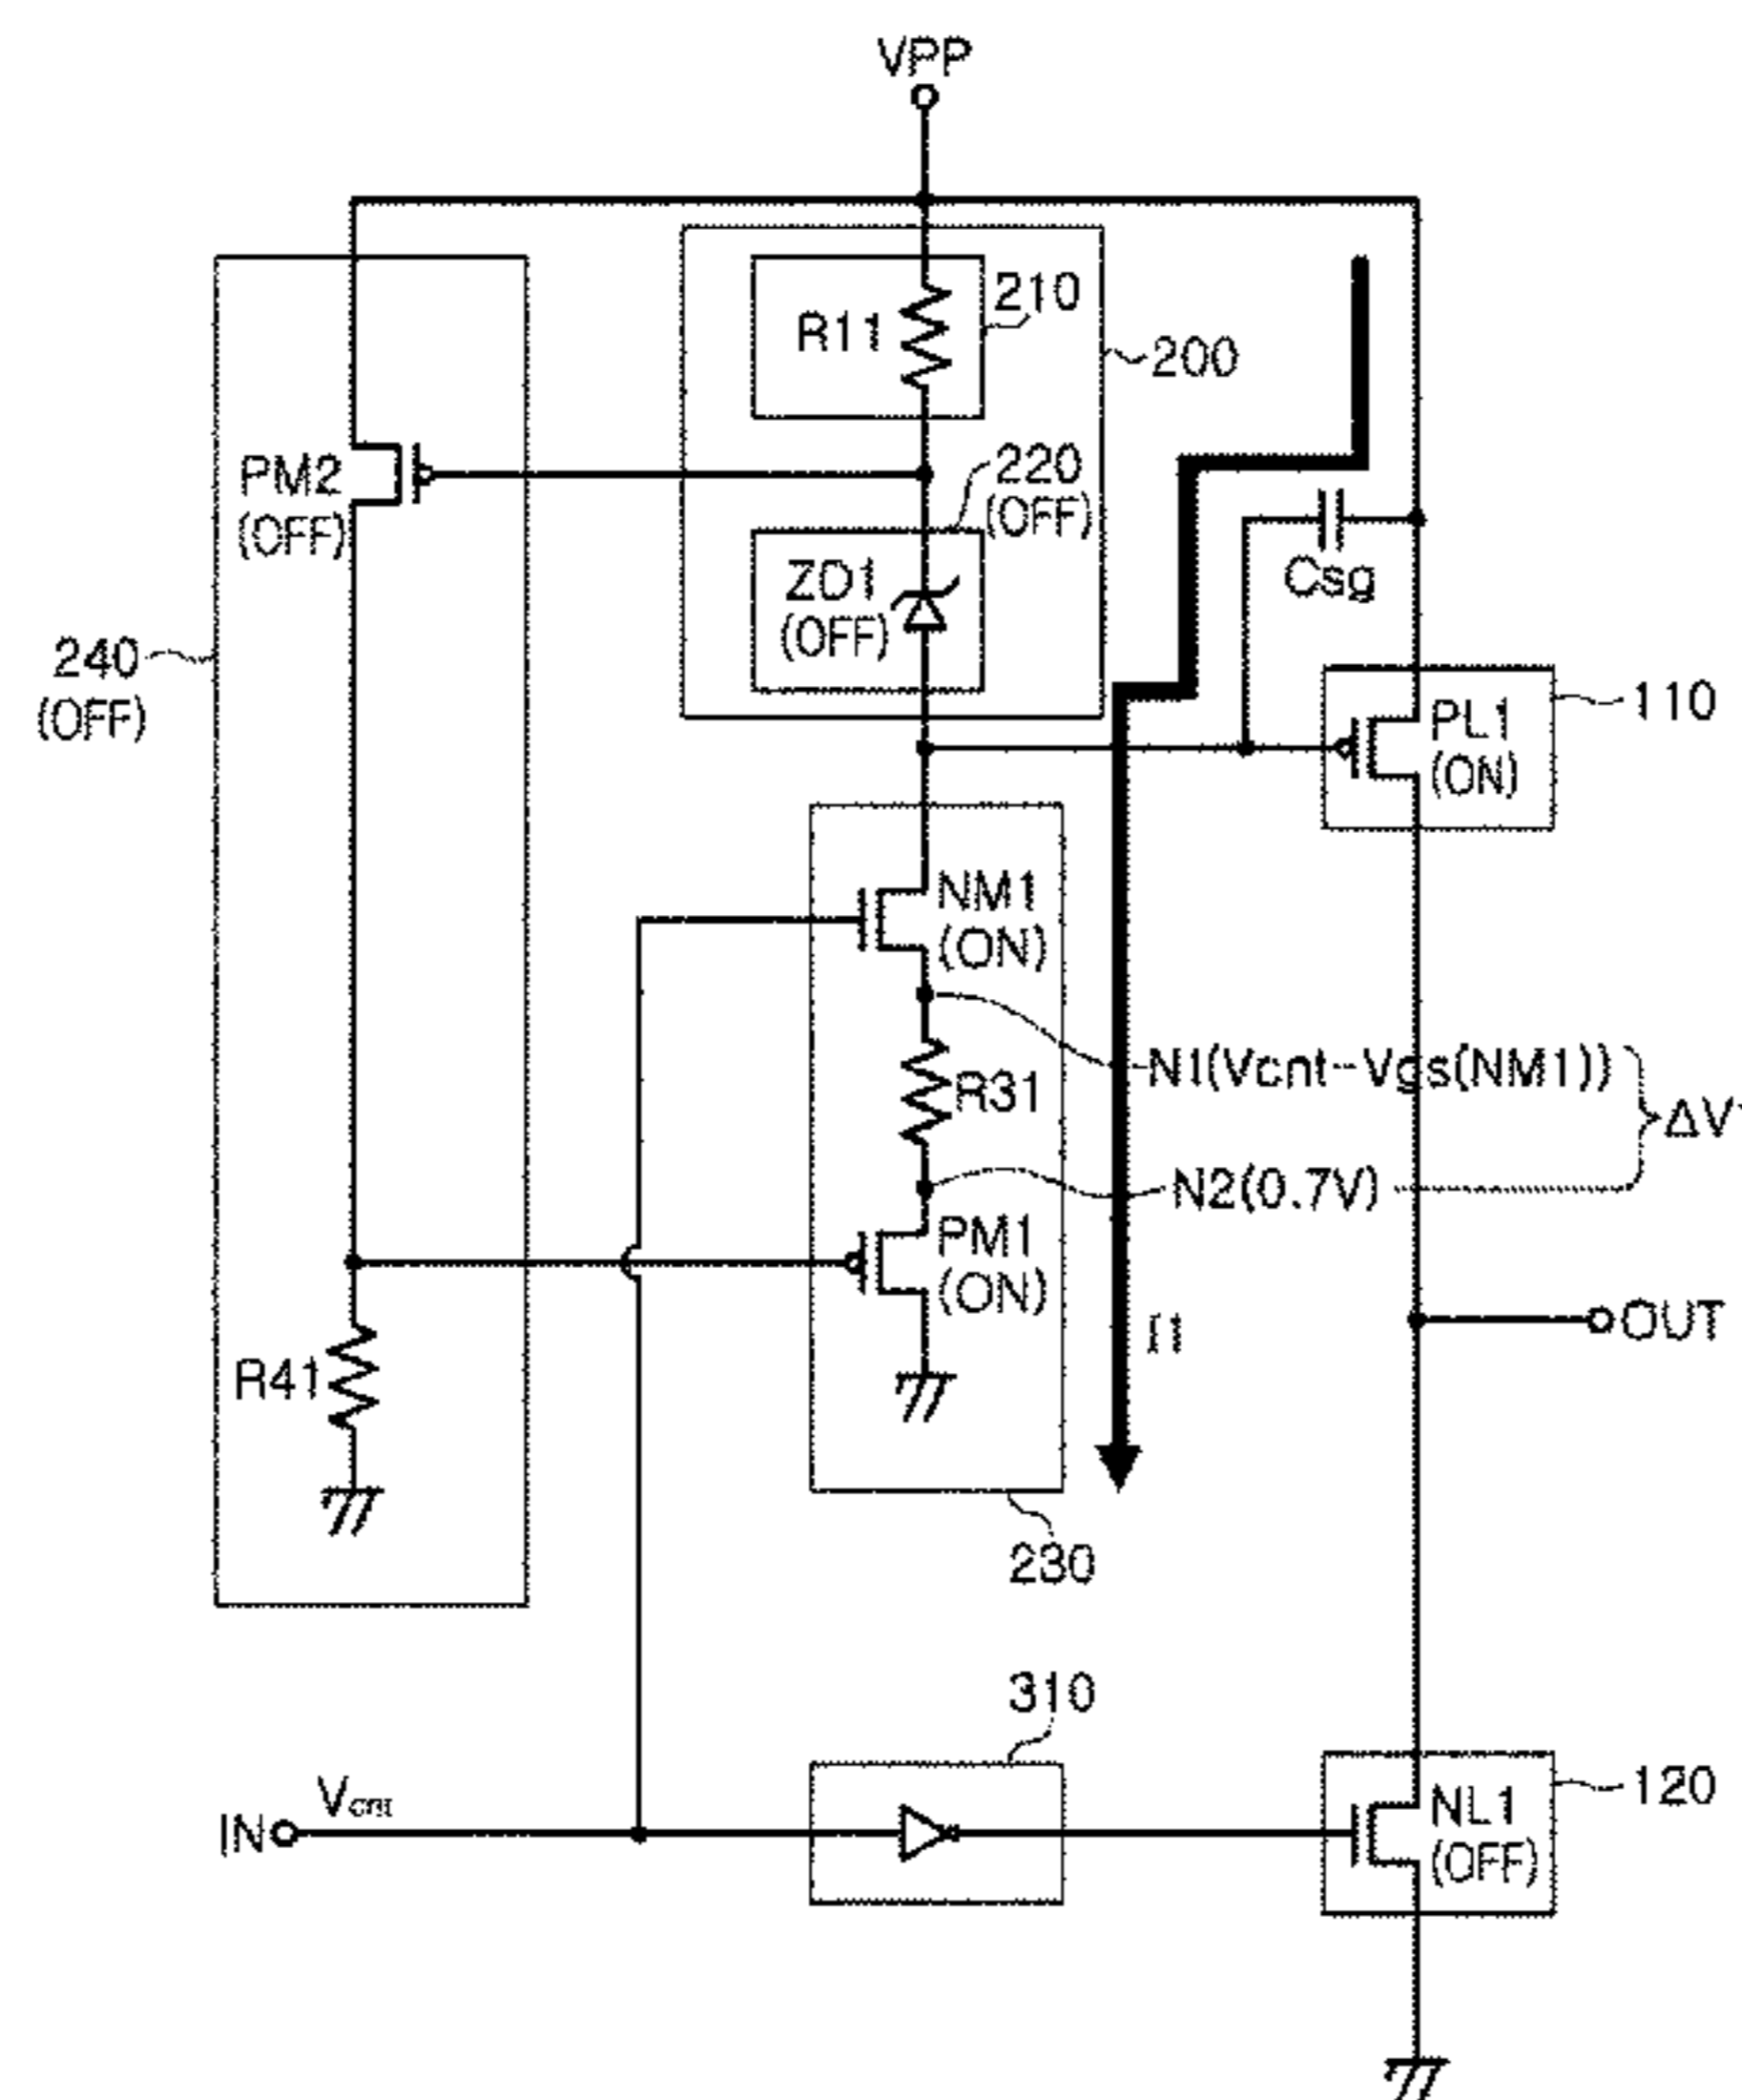 VPP
210
R11
200
PM2
(OFF)
220
(OFF)
ZD1
(OFF)
Csg
240
(OFF)
110
PL1
(ON)
NM1
(ON)
N1(Vcnt-Vgs(NM1))
R31
ΔV1
N2(0.7V)
PM1
(ON)
I1
OUT
R41
230
310
Vcnt
IN
120
NL1
(OFF)